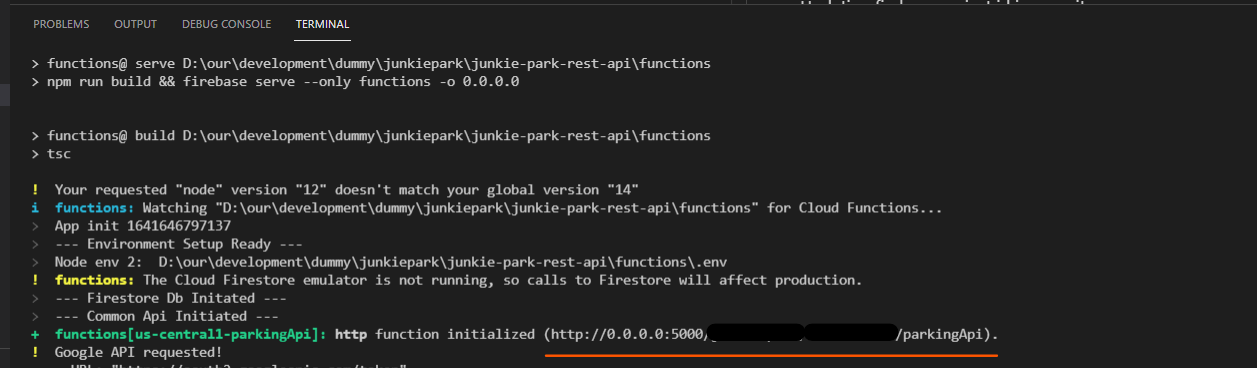 PROBLEMS OUTPUT DEBUG CONSOLE TERMINAL
> functions@ serve D:\our\development\dummy\junkiepark\junkie-park-rest-api\functions
> npm run build && firebase serve --only functions -o 0.0.0.0
> functions@ build D:\our\development\dummy\junkiepark\junkie-park-rest-api\functions
> tsc
! Your requested "node" version "12" doesn't match your global version "14"
i functions: Watching "D:\our\development\dummy\junkiepark\junkie-park-rest-api\functions" for Cloud Functions...
> App init 1641646797137
> --- Environment Setup Ready ---
> Node env 2:  D:\our\development\dummy\junkiepark\junkie-park-rest-api\functions\.env
! functions: The Cloud Firestore emulator is not running, so calls to Firestore will affect production.
> --- Firestore Db Initated ---
> --- Common Api Initiated ---
+ functions[us-central1-parkingApi]: http function initialized (http://0.0.0.0:5000/ /parkingApi).
! Google API requested!